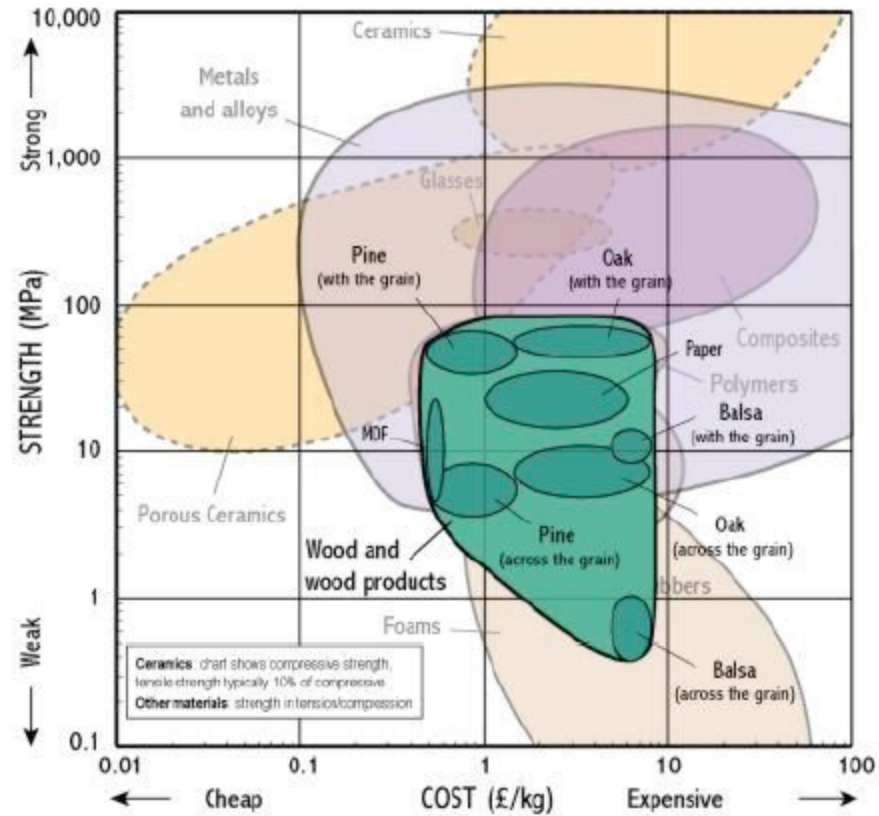 10,000
Ceramics
Strong
Metals
and alloys
1,000
Glasses
Pine
(with the grain)
Oak
(with the grain)
STRENGTH (MPa)
100
Composites
Paper
Polymers
Balsa
(with the grain)
MDF
10
Porous Ceramics
Pine
(across the grain)
Oak
(across the grain)
Wood and
wood products
bbers
1
Foams
Weak
Ceramics chart shows compressive strength,
tensile strength typically 10% of compressive
Other materials strength in tension/compression
Balsa
(across the grain)
0.1
0.01
0.1
1
10
100
Cheap
COST (£/kg)
Expensive